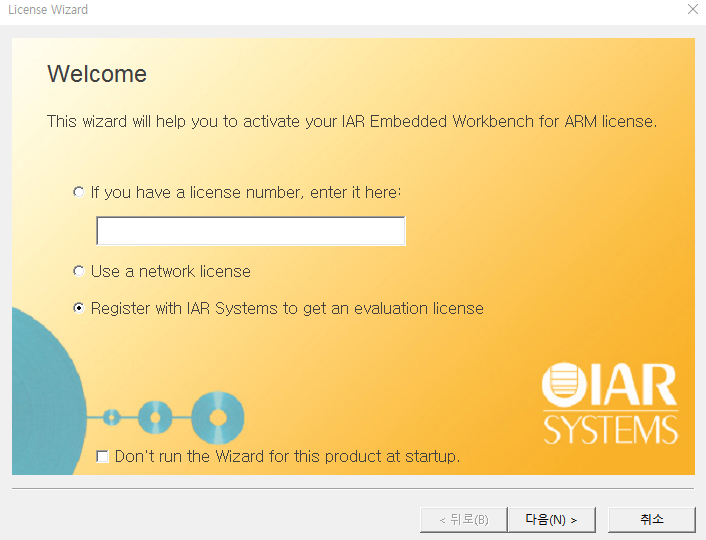 License Wizard
Welcome
This wizard will help you to activate your IAR Embedded Workbench for ARM license.
If you have a license number, enter it here:
Use a network license
Register with IAR Systems to get an evaluation license
IAR
SYSTEMS
Don't run the Wizard for this product at startup.
< 뒤로(B)
다음(N) >
취소